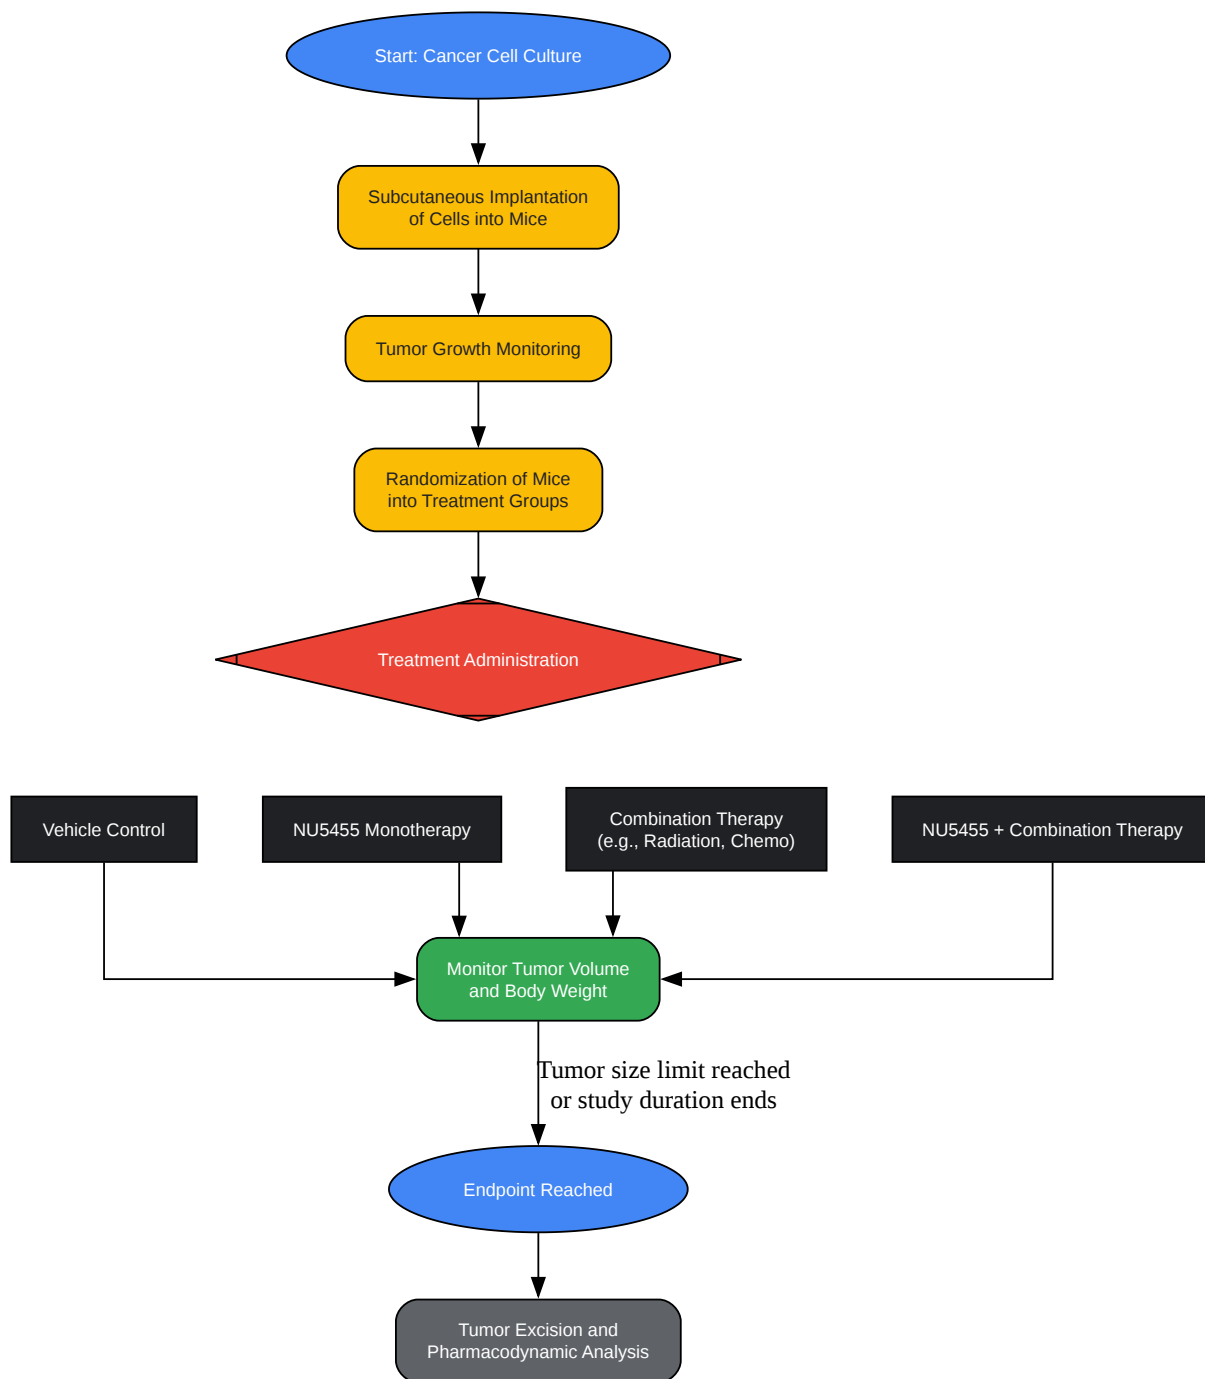 Start: Cancer Cell Culture
Subcutaneous Implantation
of Cells into Mice
Tumor Growth Monitoring
Randomization of Mice
into Treatment Groups
Treatment Administration
Vehicle Control
NU5455 Monotherapy
Combination Therapy
(e.g., Radiation, Chemo)
NU5455 + Combination Therapy
Monitor Tumor Volume
and Body Weight
Tumor size limit reached
or study duration ends
Endpoint Reached
Tumor Excision and
Pharmacodynamic Analysis